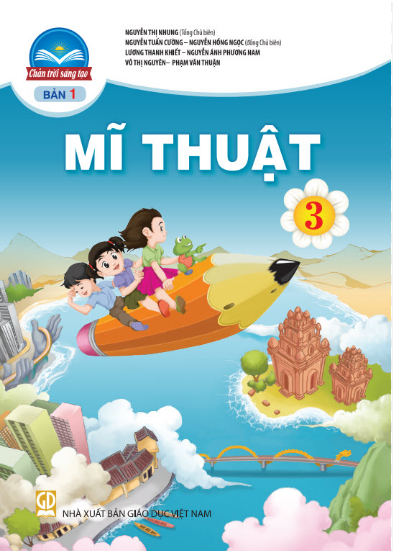 NGUYỄN THỊ NHUNG (Tổng Chủ biên)
NGUYỄN TUẤN CƯỜNG – NGUYỄN HỒNG NGỌC (đồng Chủ biên)
LƯƠNG THANH KHIẾT – NGUYỄN ÁNH PHƯƠNG NAM
VÕ THỊ NGUYÊN – PHẠM VĂN THUẬN
Chân trời sáng tạo
BẢN 1
MĨ THUẬT
3
GD
NHÀ XUẤT BẢN GIÁO DỤC VIỆT NAM